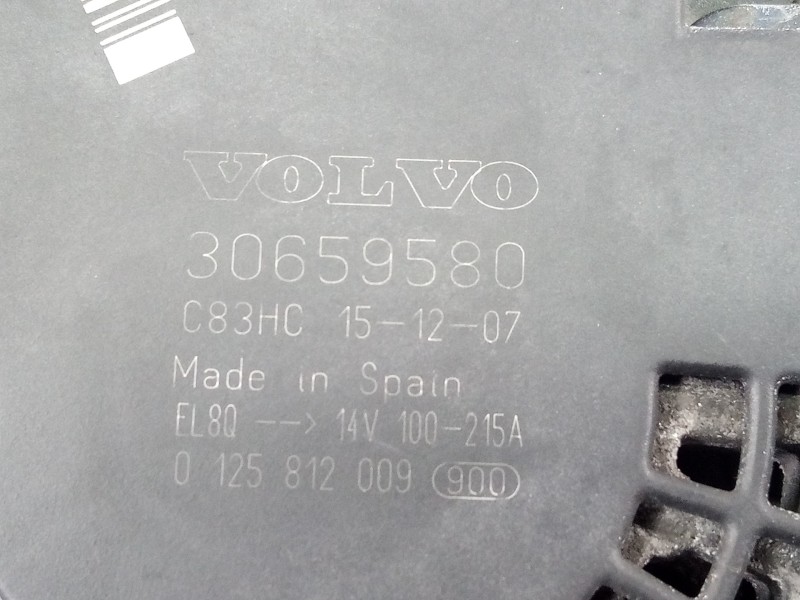 VOLVO
30659580
C83HC 15-12-07
Made in Spain
EL8Q --> 14V 100-215A
0 125 812 009 900